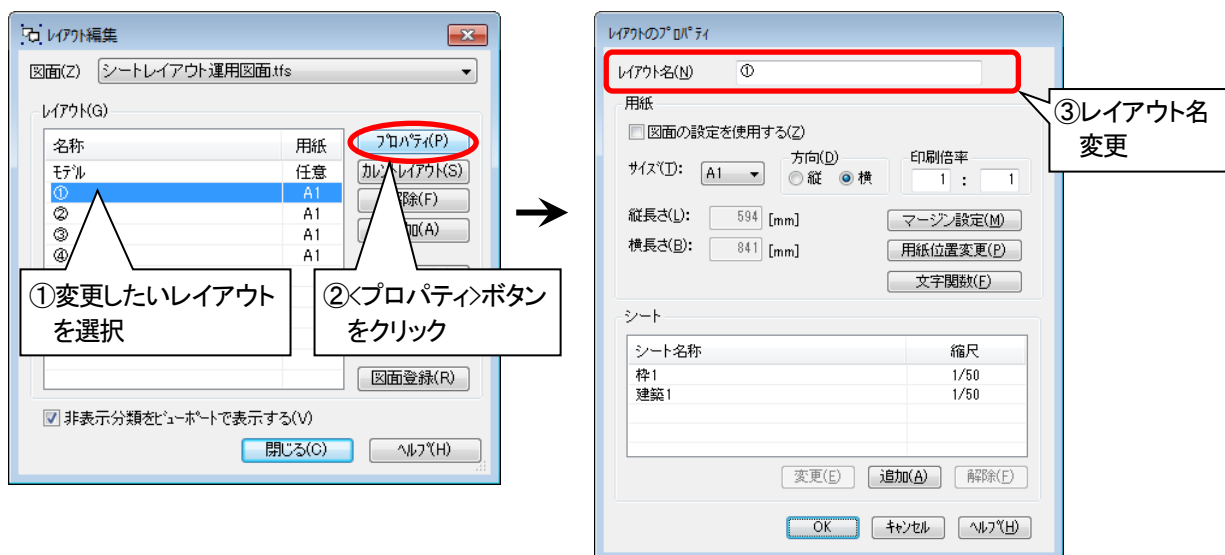 レイアウト編集
図面(Z) シートレイアウト運用図面.tfs
レイアウト(G)
名称 用紙
モデル 任意
① A1
② A1
③ A1
④ A1
プロパティ(P)
カレントレイアウト(S)
除(F)
(A)
①変更したいレイアウト
を選択
②<プロパティ>ボタン
をクリック
図面登録(R)
非表示分類をビューポートで表示する(V)
閉じる(C) ヘルプ(H)
レイアウトのプロパティ
レイアウト名(N) ①
③レイアウト名
変更
用紙
図面の設定を使用する(Z)
サイズ(T): A1 方向(D) 縦 横 印刷倍率 1 : 1
縦長さ(L): 594 [mm] マージン設定(M)
横長さ(B): 841 [mm] 用紙位置変更(P)
文字関数(F)
シート
シート名称 縮尺
枠1 1/50
建築1 1/50
変更(E) 追加(A) 解除(F)
OK キャンセル ヘルプ(H)